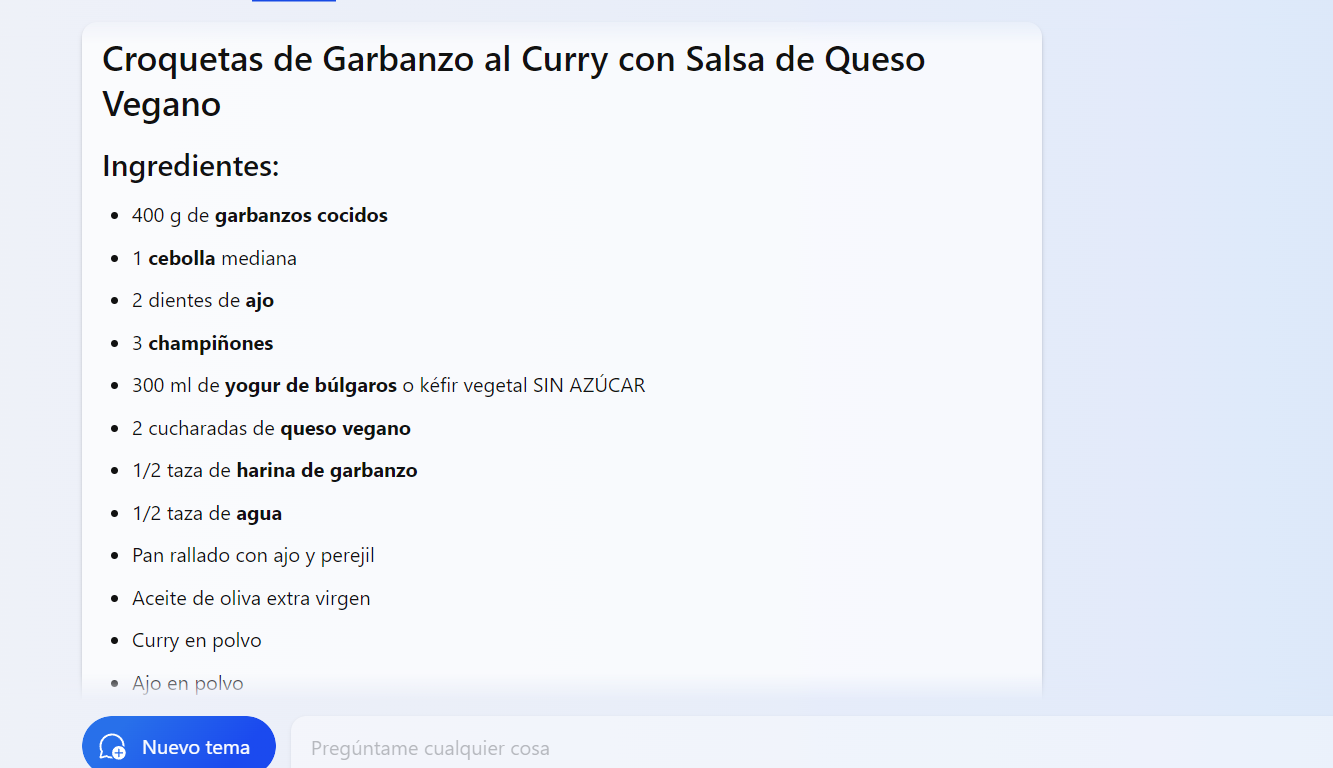 Croquetas de Garbanzo al Curry con Salsa de Queso
Vegano
Ingredientes:
400 g de garbanzos cocidos
1 cebolla mediana
2 dientes de ajo
3 champiñones
300 ml de yogur de búlgaros o kéfir vegetal SIN AZÚCAR
2 cucharadas de queso vegano
1/2 taza de harina de garbanzo
1/2 taza de agua
Pan rallado con ajo y perejil
Aceite de oliva extra virgen
Curry en polvo
Ajo en polvo
Nuevo tema
Pregúntame cualquier cosa